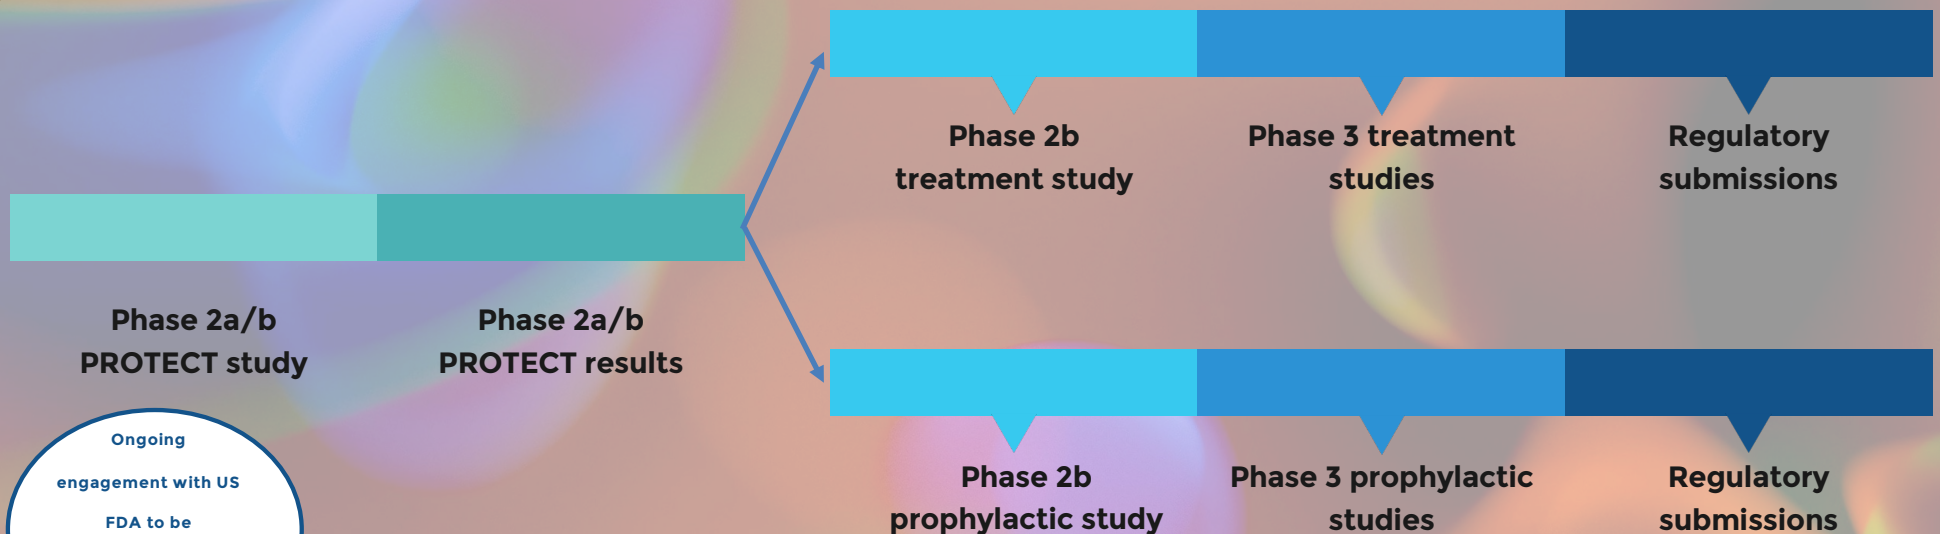 Phase 2b
treatment study
Phase 3 treatment
studies
Regulatory
submissions
Phase 2a/b
PROTECT study
Phase 2a/b
PROTECT results
Ongoing
engagement with US
FDA to be
Phase 2b
prophylactic study
Phase 3 prophylactic
studies
Regulatory
submissions